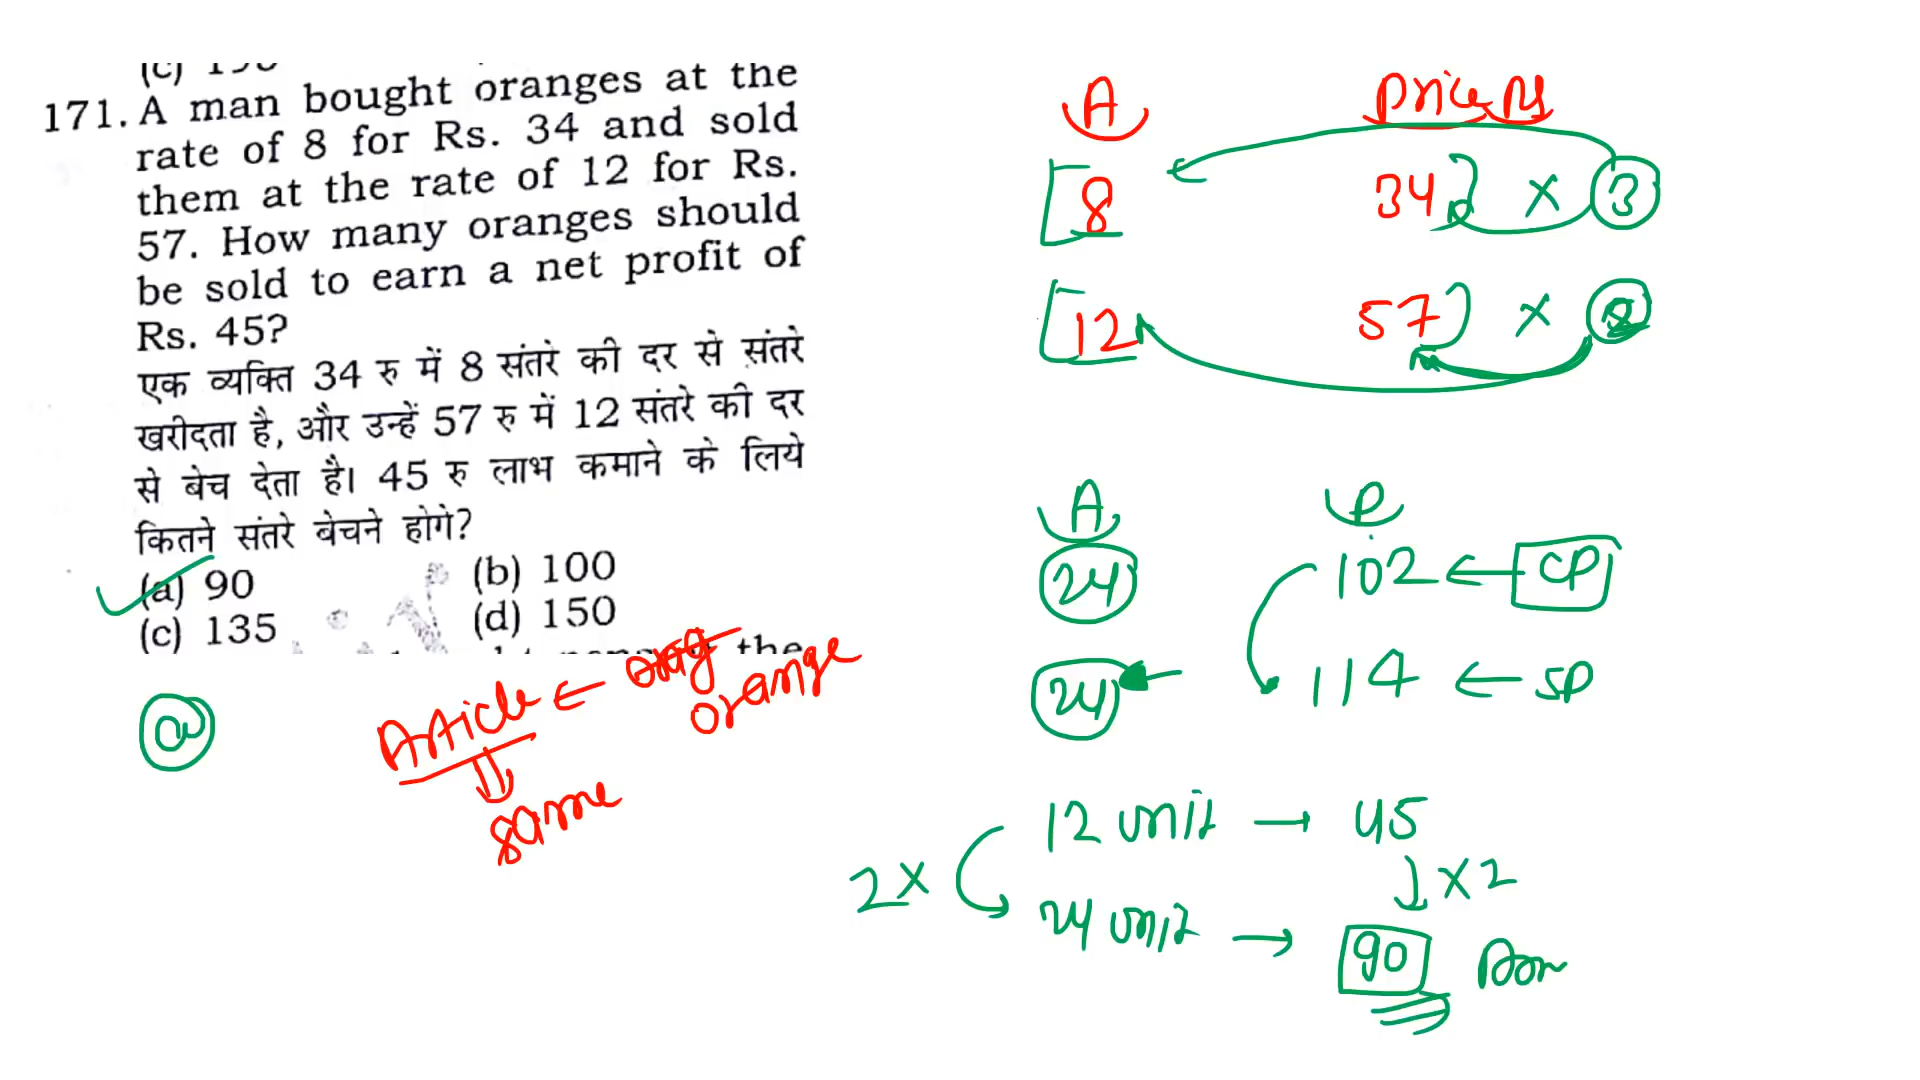 171. A man bought oranges at the
rate of 8 for Rs. 34 and sold
them at the rate of 12 for Rs.
57. How many oranges should
be sold to earn a net profit of
Rs. 45?
एक व्यक्ति 34 रु में 8 संतरे की दर से संतरे
खरीदता है, और उन्हें 57 रु में 12 संतरे की दर
से बेच देता है। 45 रु लाभ कमाने के लिये
कितने संतरे बेचने होगे?
(a) 90 (b) 100
(c) 135 (d) 150
the
a
Article ← orange
same
A Price Rs
8 34 × 3
12 57 × 2
A P
24 102 ← CP
24 114 ← SP
12 unit → 45
2× ×2
24 unit → 90